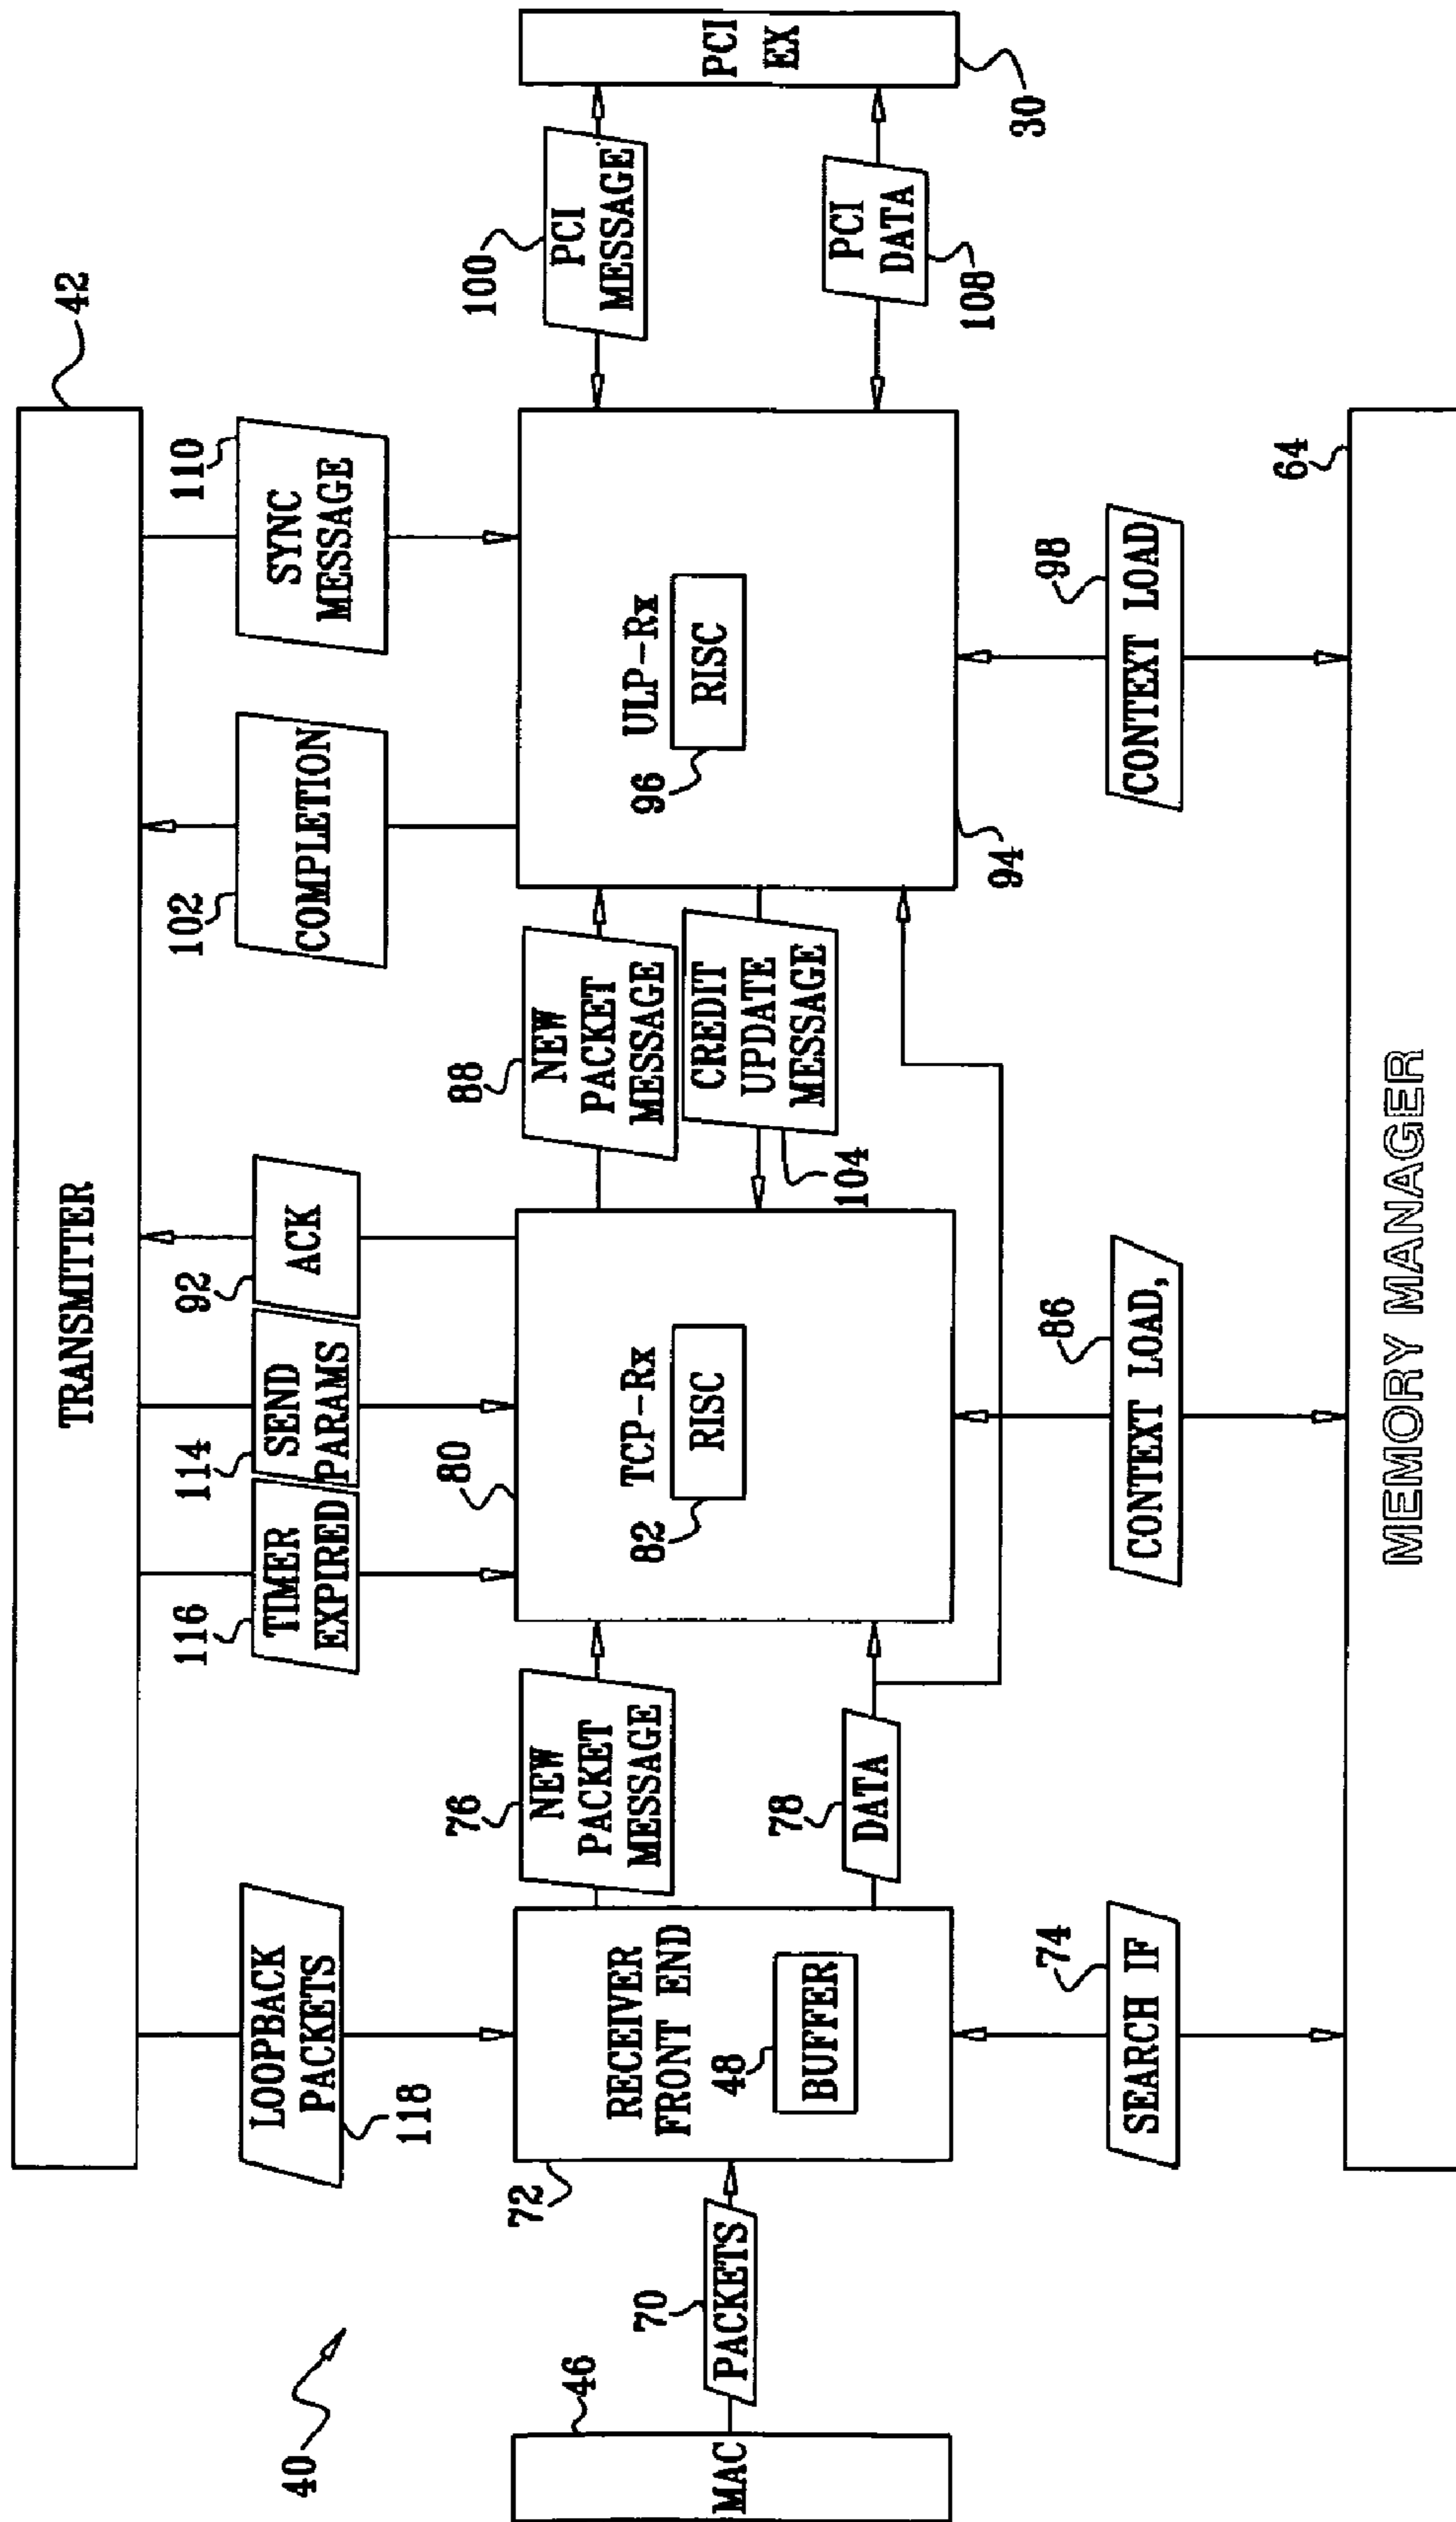 42
TRANSMITTER
LOOPBACK
PACKETS
118
116
TIMER
EXPIRED
114
SEND
PARAMS
92
ACK
102
COMPLETION
110
SYNC
MESSAGE
40
46
MAC
70
PACKETS
72
RECEIVER
FRONT END
48
BUFFER
76
NEW
PACKET
MESSAGE
78
DATA
80
TCP-Rx
82
RISC
88
NEW
PACKET
MESSAGE
CREDIT
UPDATE
MESSAGE
104
ULP-Rx
96
RISC
94
100
PCI
MESSAGE
PCI
DATA
108
PCI
EX
30
74
SEARCH IF
86
CONTEXT LOAD,
98
CONTEXT LOAD
64
MEMORY MANAGER